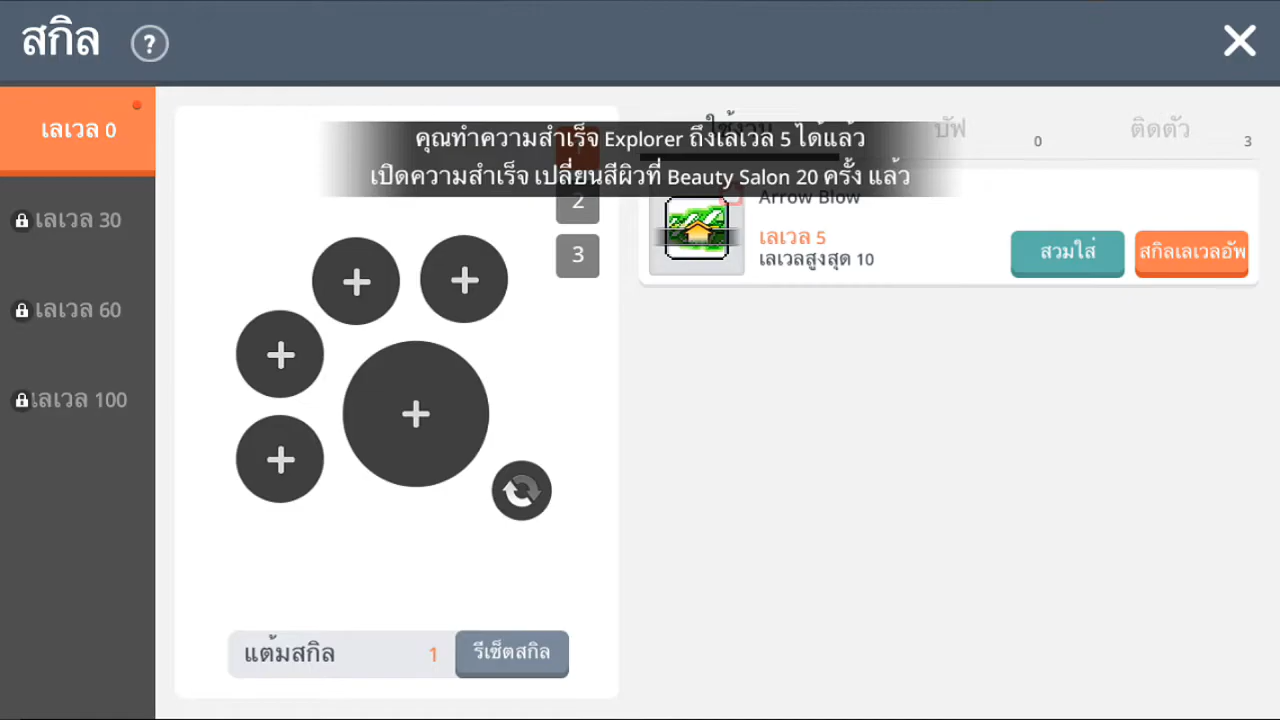 สกิล ?
เลเวล 0
เลเวล 30
เลเวล 60
เลเวล 100
คุณทำความสำเร็จ Explorer ถึงเลเวล 5 ได้แล้ว
เปิดความสำเร็จ เปลี่ยนสีผิวที่ Beauty Salon 20 ครั้ง แล้ว
2
3
แต้มสกิล 1
รีเซ็ตสกิล
ใช้งาน
บัฟ 0
ติดตัว 3
Arrow Blow
เลเวล 5
เลเวลสูงสุด 10
สวมใส่
สกิลเลเวลอัพ